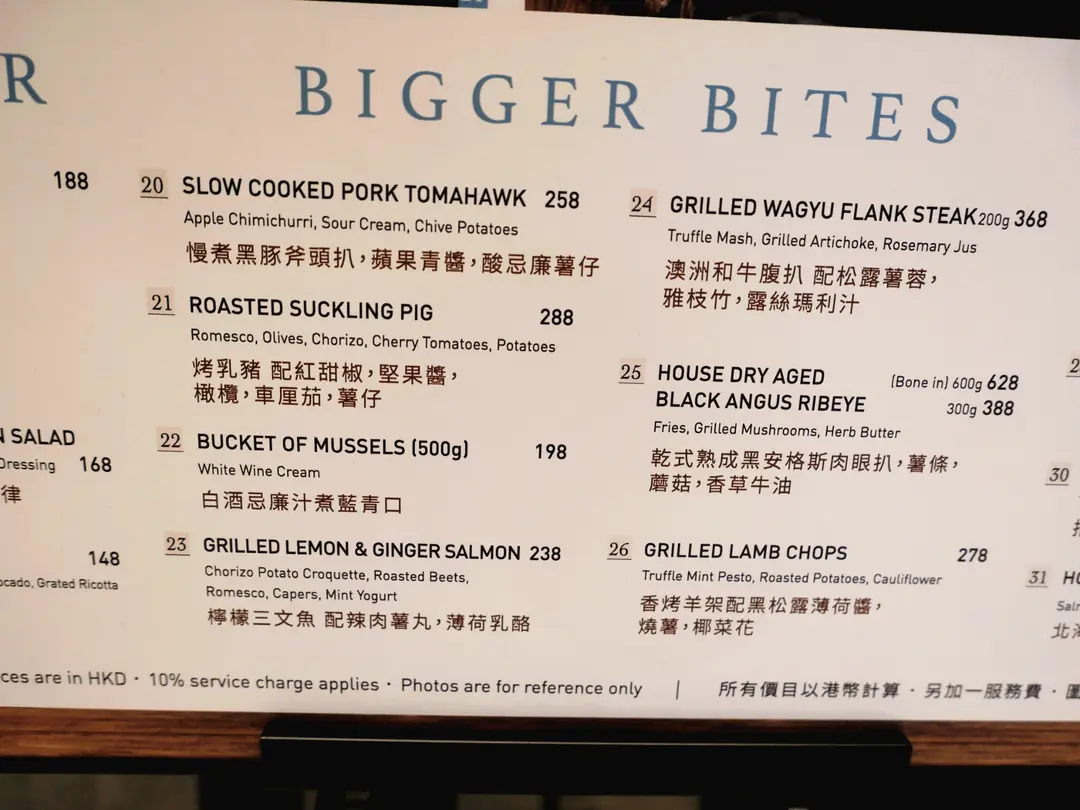 R
BIGGER BITES
188
N SALAD
Dressing 168
律
148
ocado, Grated Ricotta
20 SLOW COOKED PORK TOMAHAWK 258
Apple Chimichurri, Sour Cream, Chive Potatoes
慢煮黑豚斧頭扒，蘋果青醬，酸忌廉薯仔
21 ROASTED SUCKLING PIG 288
Romesco, Olives, Chorizo, Cherry Tomatoes, Potatoes
烤乳豬 配紅甜椒，堅果醬，
橄欖，車厘茄，薯仔
22 BUCKET OF MUSSELS (500g) 198
White Wine Cream
白酒忌廉汁煮藍青口
23 GRILLED LEMON & GINGER SALMON 238
Chorizo Potato Croquette, Roasted Beets,
Romesco, Capers, Mint Yogurt
檸檬三文魚 配辣肉薯丸，薄荷乳酪
24 GRILLED WAGYU FLANK STEAK 200g 368
Truffle Mash, Grilled Artichoke, Rosemary Jus
澳洲和牛腹扒 配松露薯蓉，
雅枝竹，露絲瑪利汁
25 HOUSE DRY AGED (Bone in) 600g 628
BLACK ANGUS RIBEYE 300g 388
Fries, Grilled Mushrooms, Herb Butter
乾式熟成黑安格斯肉眼扒，薯條，
蘑菇，香草牛油
26 GRILLED LAMB CHOPS 278
Truffle Mint Pesto, Roasted Potatoes, Cauliflower
香烤羊架配黑松露薄荷醬，
燒薯，椰菜花
30
31 HO
Salm
北海
ces are in HKD · 10% service charge applies · Photos are for reference only | 所有價目以港幣計算 · 另加一服務費 · 圖